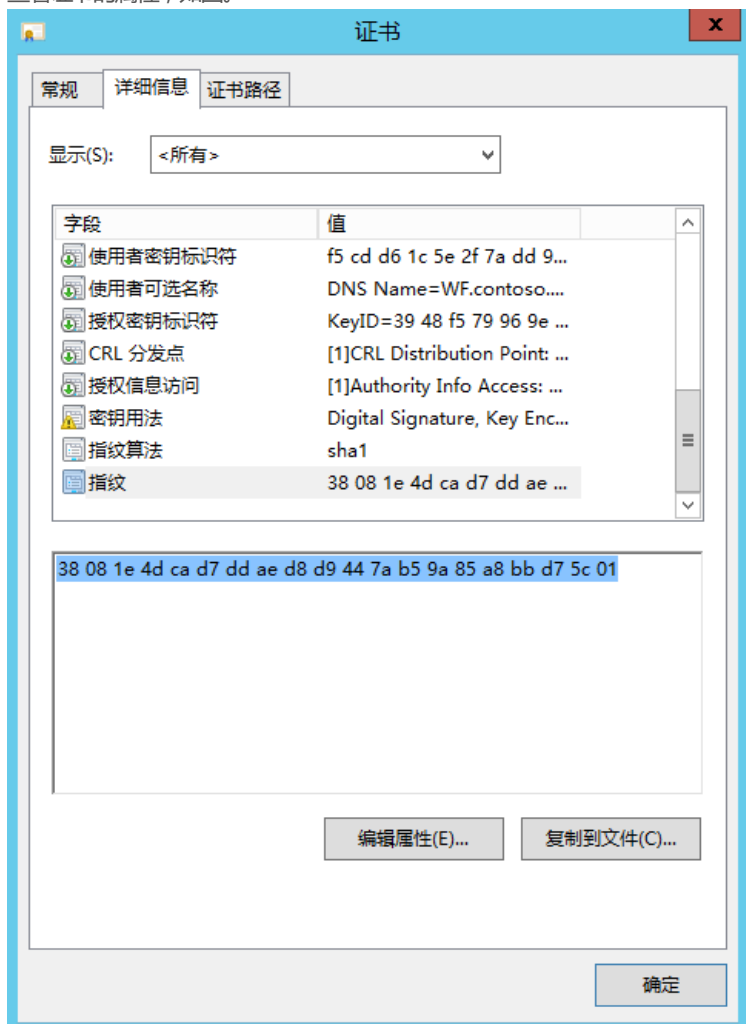 证书
x
常规 详细信息 证书路径
显示(S): <所有>
字段 值
使用者密钥标识符 f5 cd d6 1c 5e 2f 7a dd 9...
使用者可选名称 DNS Name=WF.contoso....
授权密钥标识符 KeyID=39 48 f5 79 96 9e ...
CRL 分发点 [1]CRL Distribution Point: ...
授权信息访问 [1]Authority Info Access: ...
密钥用法 Digital Signature, Key Enc...
指纹算法 sha1
指纹 38 08 1e 4d ca d7 dd ae ...
38 08 1e 4d ca d7 dd ae d8 d9 44 7a b5 9a 85 a8 bb d7 5c 01
编辑属性(E)... 复制到文件(C)...
确定